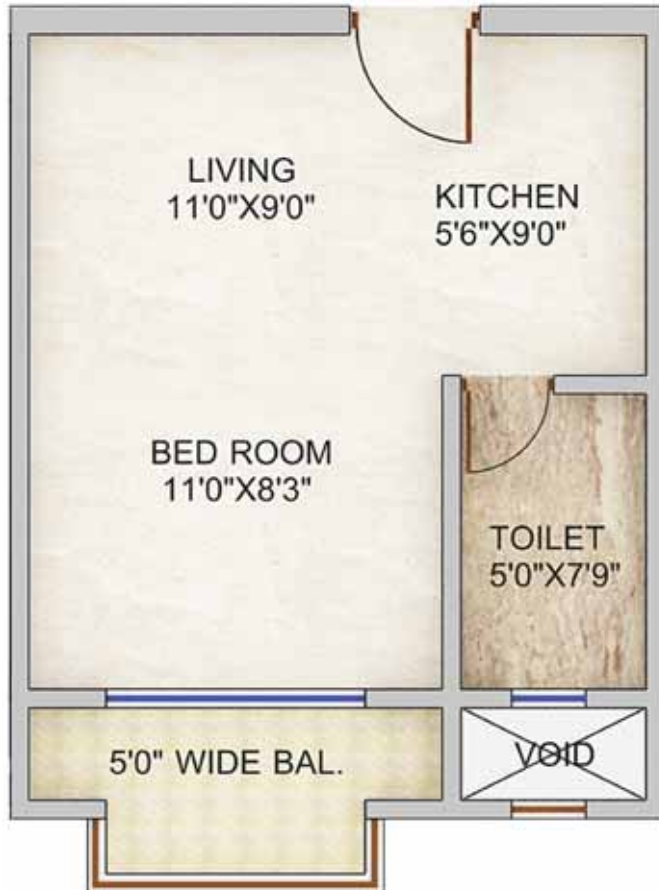 LIVING
11'0"X9'0"
KITCHEN
5'6"X9'0"
BED ROOM
11'0"X8'3"
TOILET
5'0"X7'9"
5'0" WIDE BAL.
VOID